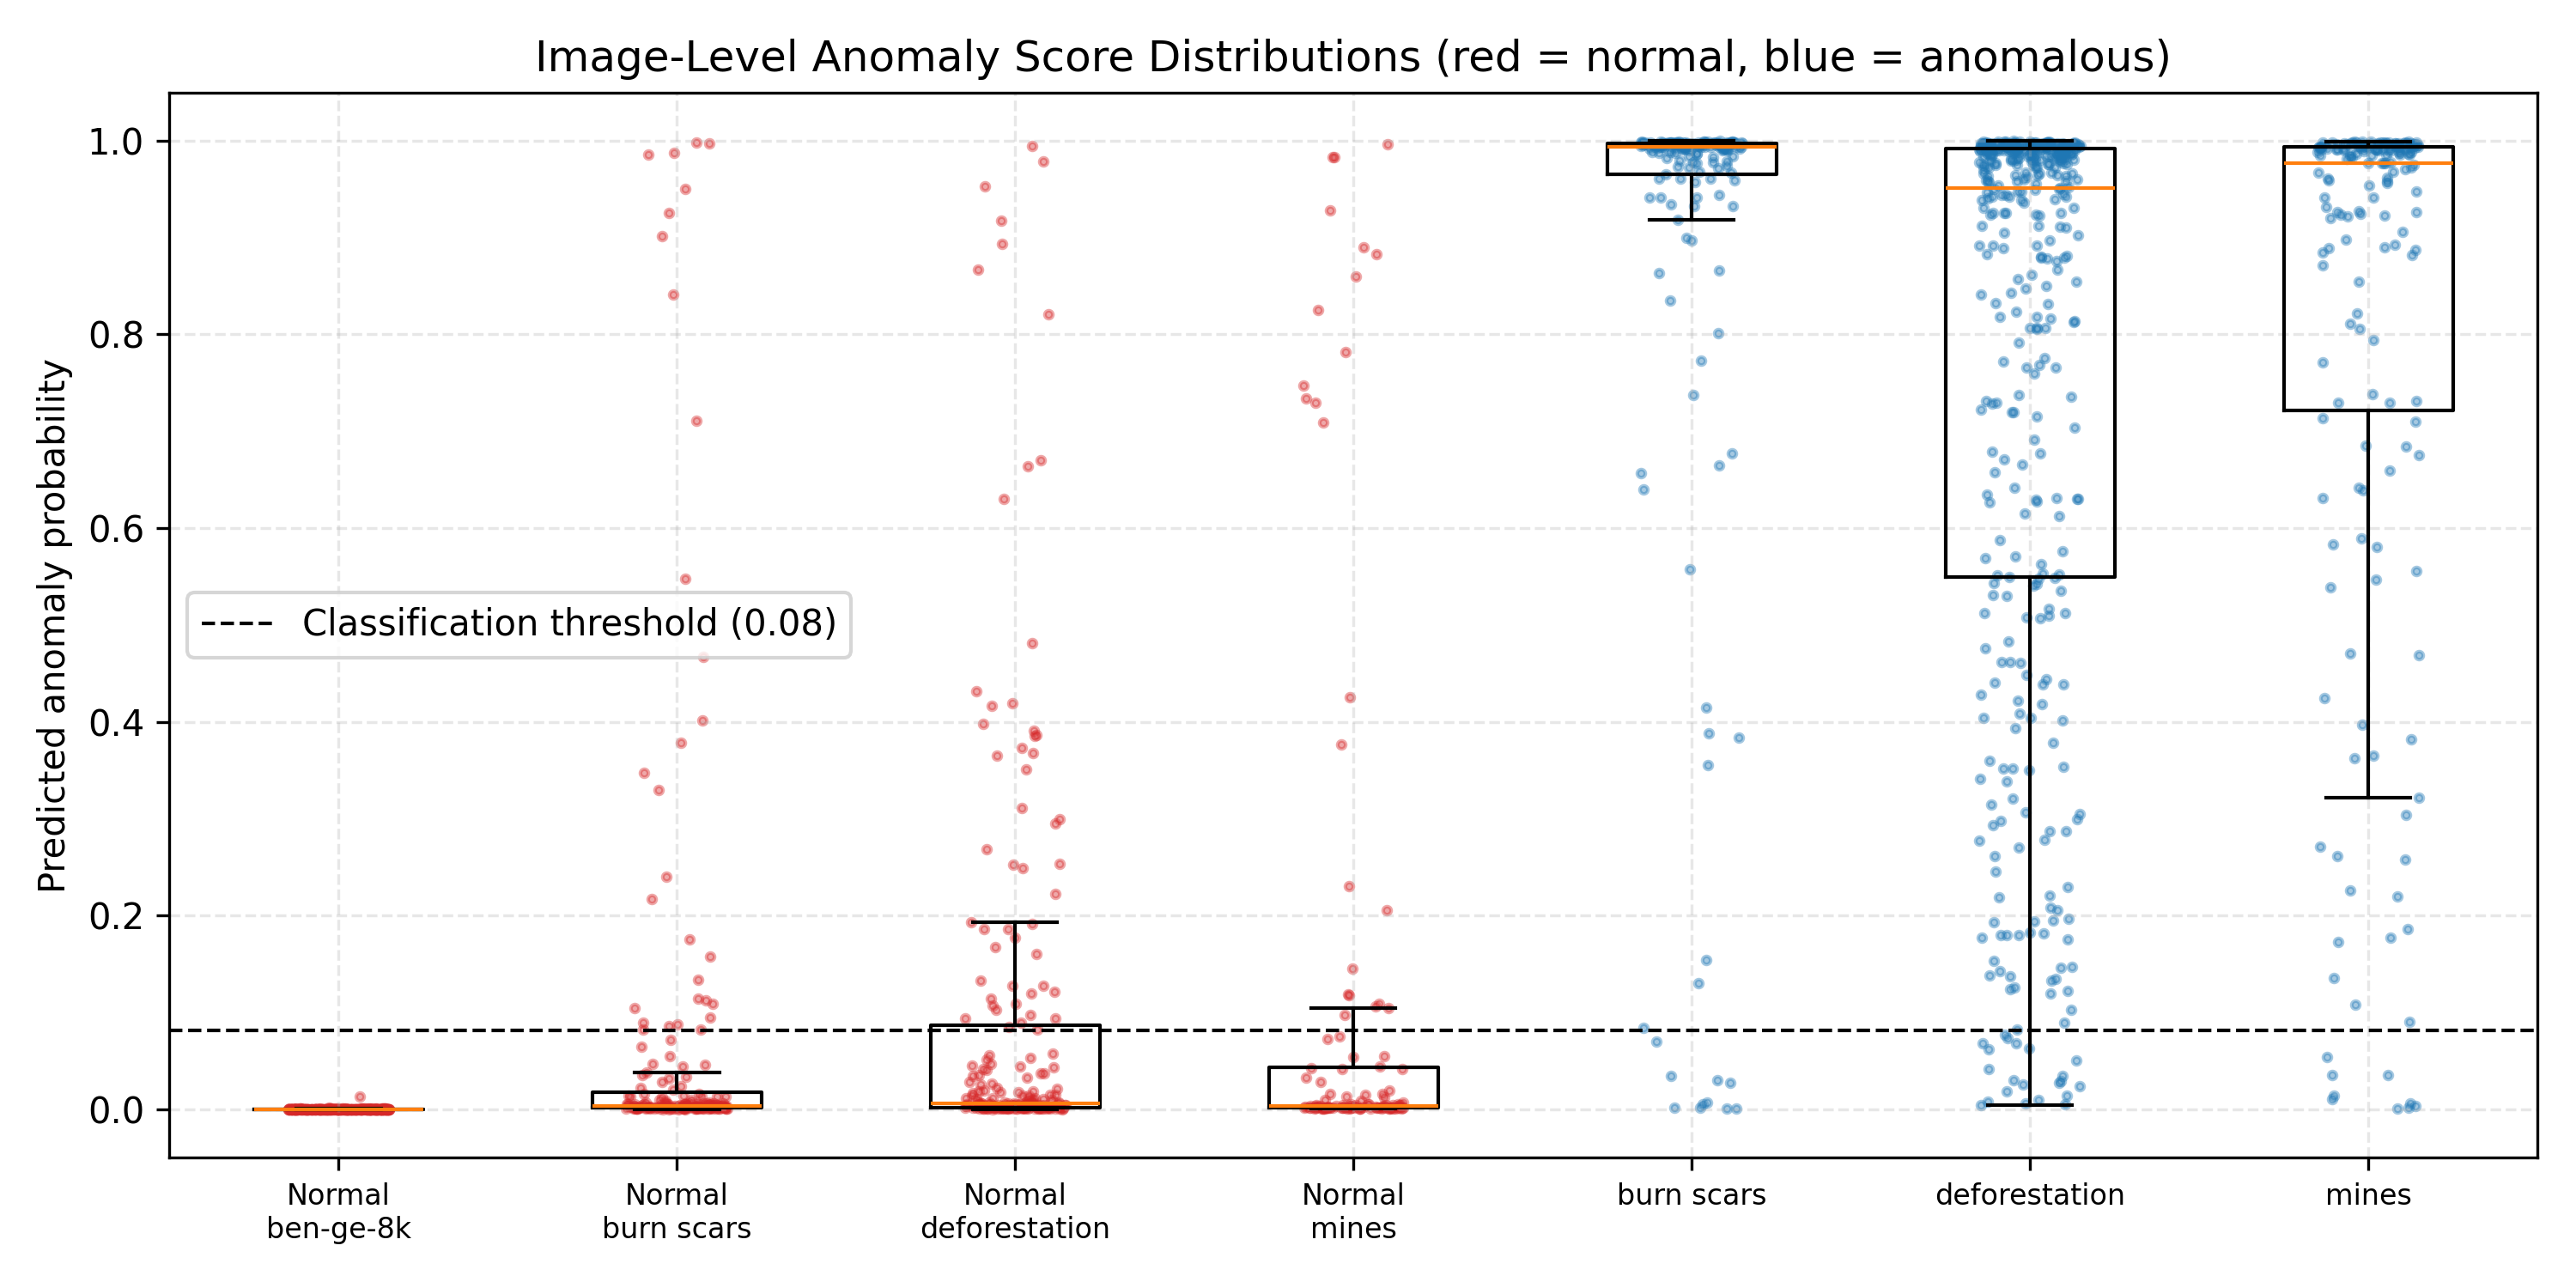 Image-Level Anomaly Score Distributions (red = normal, blue = anomalous)
Predicted anomaly probability
1.0
0.8
0.6
0.4
0.2
0.0
Classification threshold (0.08)
Normal
ben-ge-8k
Normal
burn scars
Normal
deforestation
Normal
mines
burn scars
deforestation
mines